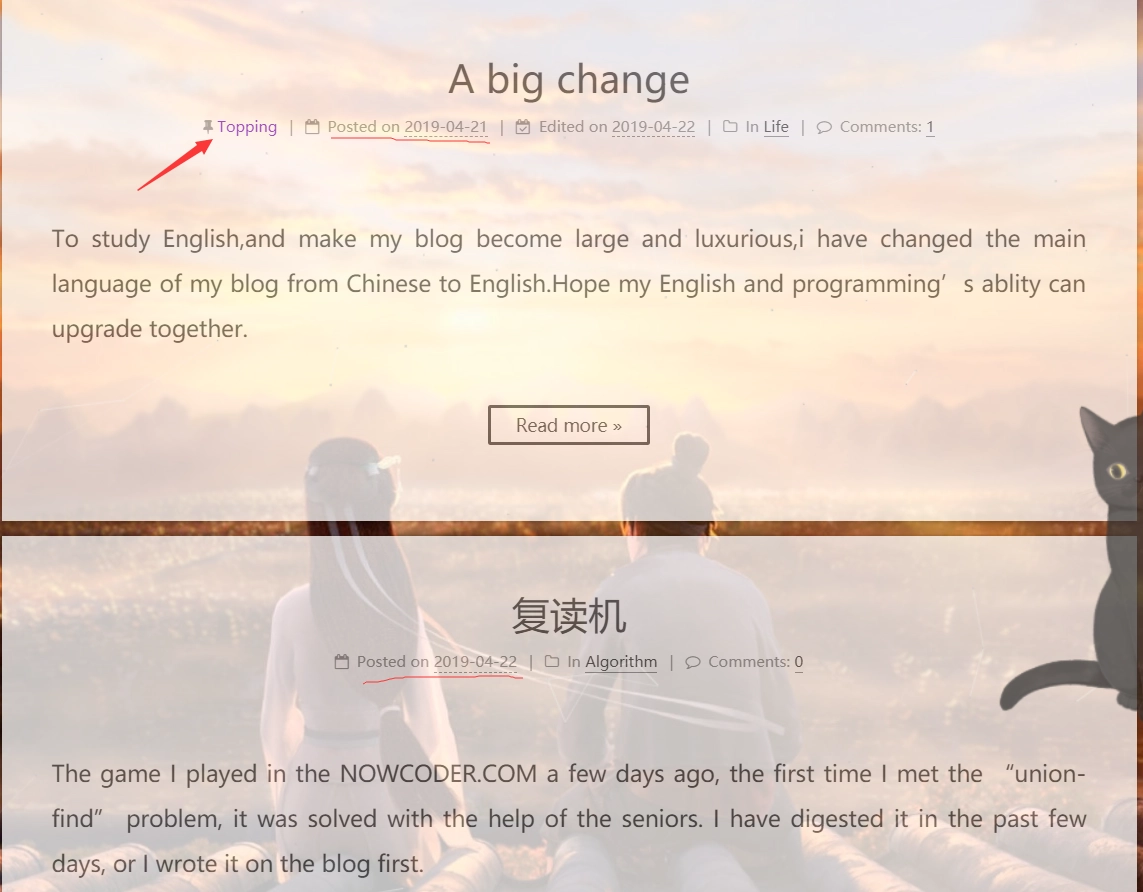 A big change
Topping | Posted on 2019-04-21 | Edited on 2019-04-22 | In Life | Comments: 1
To study English,and make my blog become large and luxurious,i have changed the main
language of my blog from Chinese to English.Hope my English and programming’s ablity can
upgrade together.
Read more »
复读机
Posted on 2019-04-22 | In Algorithm | Comments: 0
The game I played in the NOWCODER.COM a few days ago, the first time I met the “union-
find” problem, it was solved with the help of the seniors. I have digested it in the past few
days, or I wrote it on the blog first.